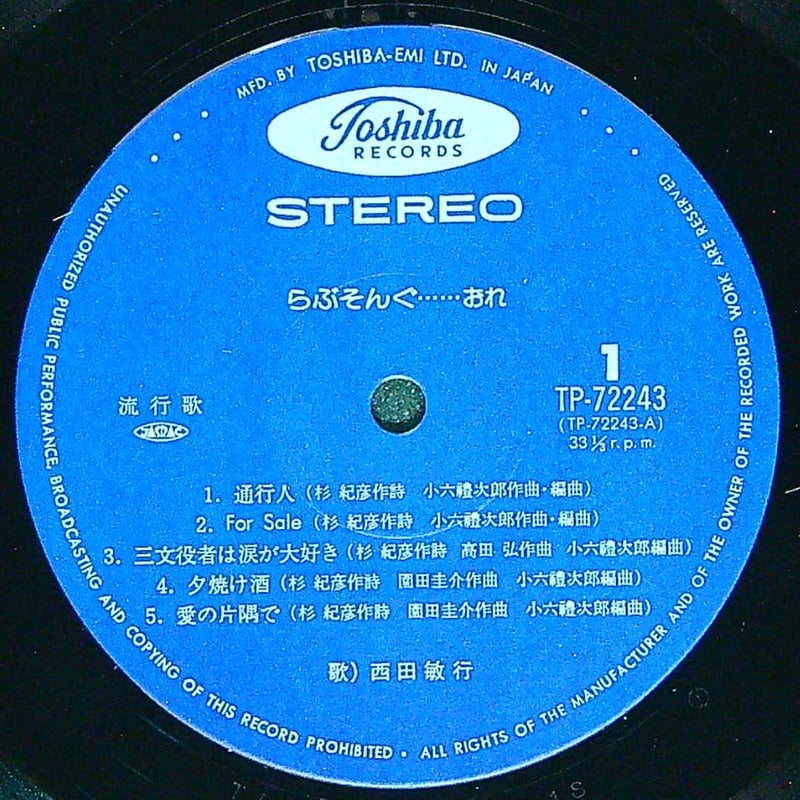 MFD. BY TOSHIBA-EMI LTD. IN JAPAN
Toshiba
RECORDS
STEREO
らぶそんぐ……おれ
1
TP-72243
(TP-72243-A)
33 1/3 r.p.m.
流行歌
JASRAC
1. 通行人 (杉 紀彦作詩 小六禮次郎作曲・編曲)
2. For Sale (杉 紀彦作詩 小六禮次郎作曲・編曲)
3. 三文役者は涙が大好き (杉 紀彦作詩 高田 弘作曲 小六禮次郎編曲)
4. 夕焼け酒 (杉 紀彦作詩 園田圭介作曲 小六禮次郎編曲)
5. 愛の片隅で (杉 紀彦作詩 園田圭介作曲 小六禮次郎編曲)
歌) 西田敏行
UNAUTHORIZED PUBLIC PERFORMANCE, BROADCASTING AND COPYING OF THIS RECORD PROHIBITED • ALL RIGHTS OF THE MANUFACTURER AND OF THE OWNER OF THE RECORDED WORK ARE RESERVED